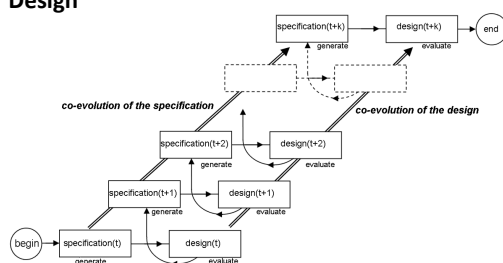 Design
specification(t+k)
design(t+k)
end
generate
evaluate
co-evolution of the specification
co-evolution of the design
specification(t+2)
design(t+2)
generate
evaluate
specification(t+1)
design(t+1)
generate
evaluate
begin
specification(t)
design(t)
generate
evaluate